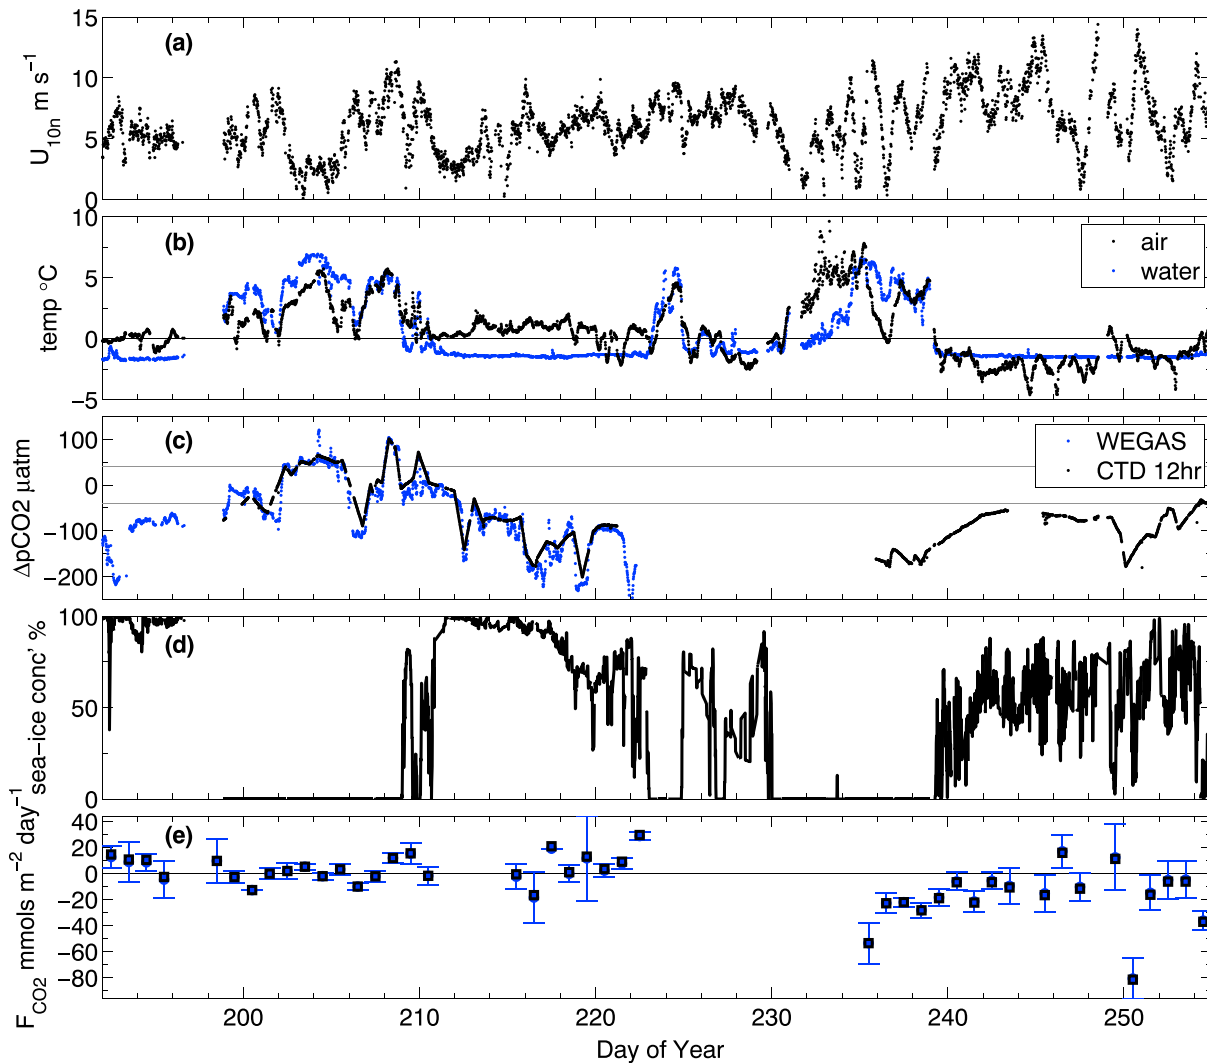 (a)
U10n m s−1
15
10
5
0
(b)
temp °C
10
5
0
−5
air
water
(c)
ΔpCO2 µatm
100
0
−100
−200
WEGAS
CTD 12hr
(d)
sea−ice conc' %
100
50
0
(e)
FCO2 mmols m−2 day−1
40
20
0
−20
−40
−60
−80
200 210 220 230 240 250
Day of Year